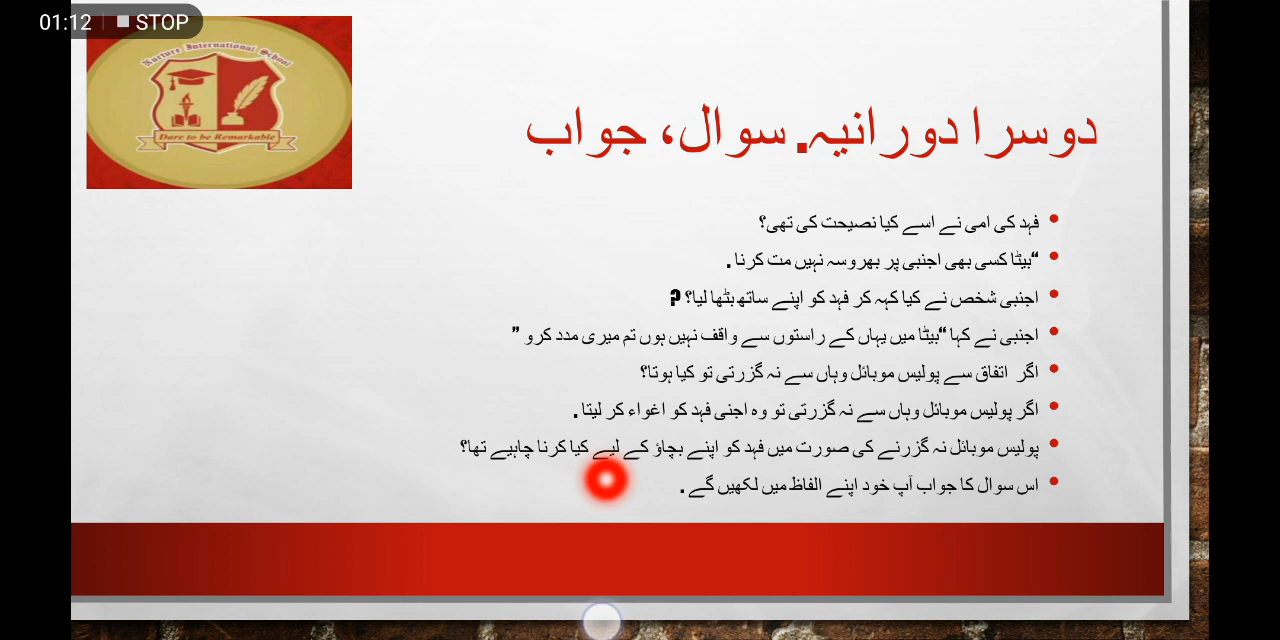 01:12 STOP
Nurture International School
Dare to be Remarkable
دوسرا دورانیہ. سوال، جواب
• فہد کی امی نے اسے کیا نصیحت کی تھی؟
• “بیٹا کسی بھی اجنبی پر بھروسہ نہیں مت کرنا .
• اجنبی شخص نے کیا کہہ کر فہد کو اپنے ساتھ بٹھا لیا؟ ?
• اجنبی نے کہا “بیٹا میں یہاں کے راستوں سے واقف نہیں ہوں تم میری مدد کرو ”
• اگر اتفاق سے پولیس موبائل وہاں سے نہ گزرتی تو کیا ہوتا؟
• اگر پولیس موبائل وہاں سے نہ گزرتی تو وہ اجنی فہد کو اغواء کر لیتا .
• پولیس موبائل نہ گزرنے کی صورت میں فہد کو اپنے بچاؤ کے لیے کیا کرنا چاہیے تھا؟
• اس سوال کا جواب آپ خود اپنے الفاظ میں لکھیں گے .